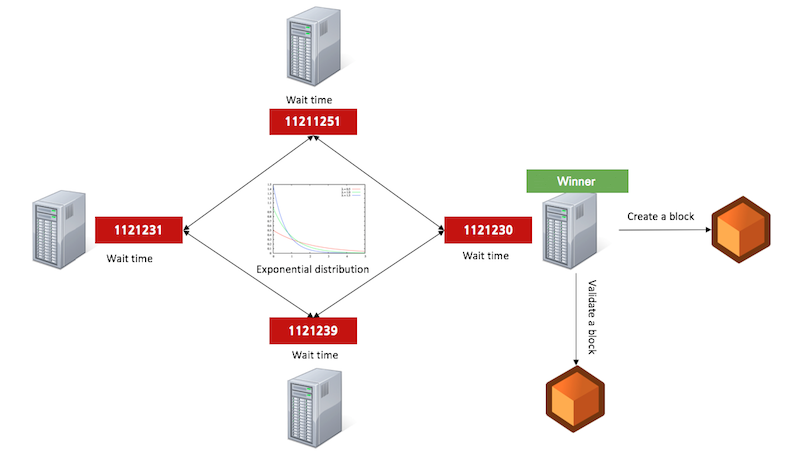 Wait time
11211251
Winner
1121231
Wait time
Exponential distribution
1121230
Wait time
Create a block
Validate a block
1121239
Wait time